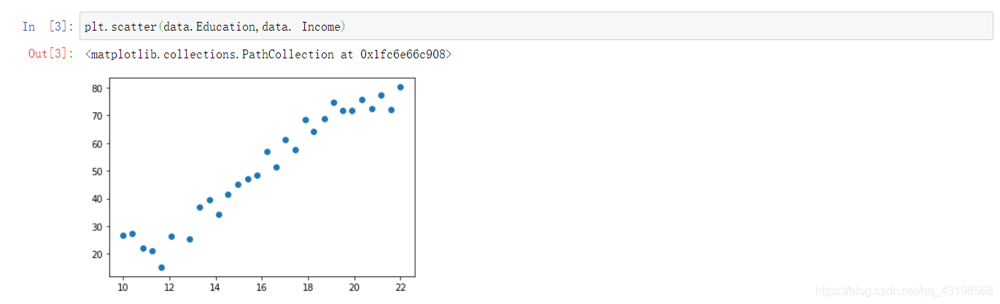 In [3]: plt.scatter(data.Education,data. Income)
Out[3]: <matplotlib.collections.PathCollection at 0x1fc6e66c908>
80
70
60
50
40
30
20
10 12 14 16 18 20 22
https://blog.csdn.net/qq_43198568